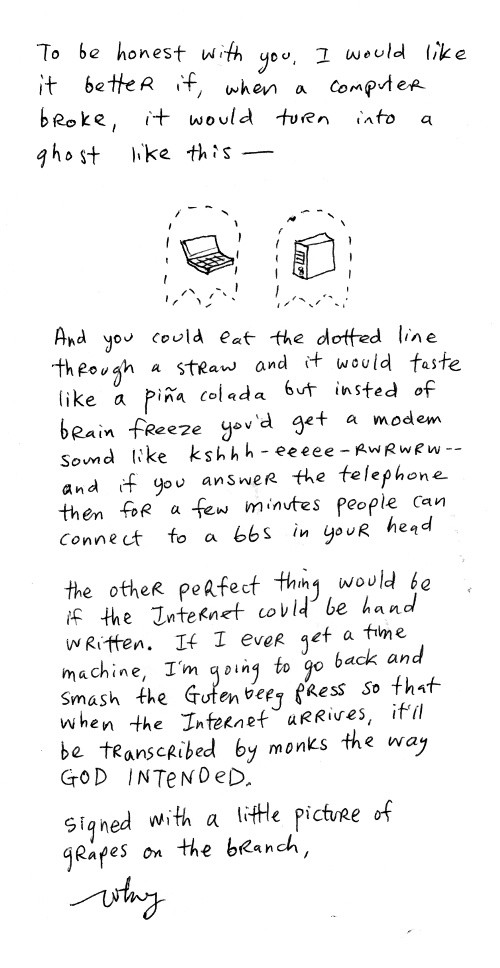 To be honest with you, I would like
it better if, when a computer
broke, it would turn into a
ghost like this —
And you could eat the dotted line
through a straw and it would taste
like a piña colada but insted of
brain freeze you'd get a modem
sound like kshhh-eeeee-RWRWRW--
and if you answer the telephone
then for a few minutes people can
connect to a bbs in your head
the other perfect thing would be
if the Internet could be hand
written. If I ever get a time
machine, I'm going to go back and
smash the Gutenberg press so that
when the Internet arrives, it'll
be transcribed by monks the way
GOD INTENDED.
signed with a little picture of
grapes on the branch,
why